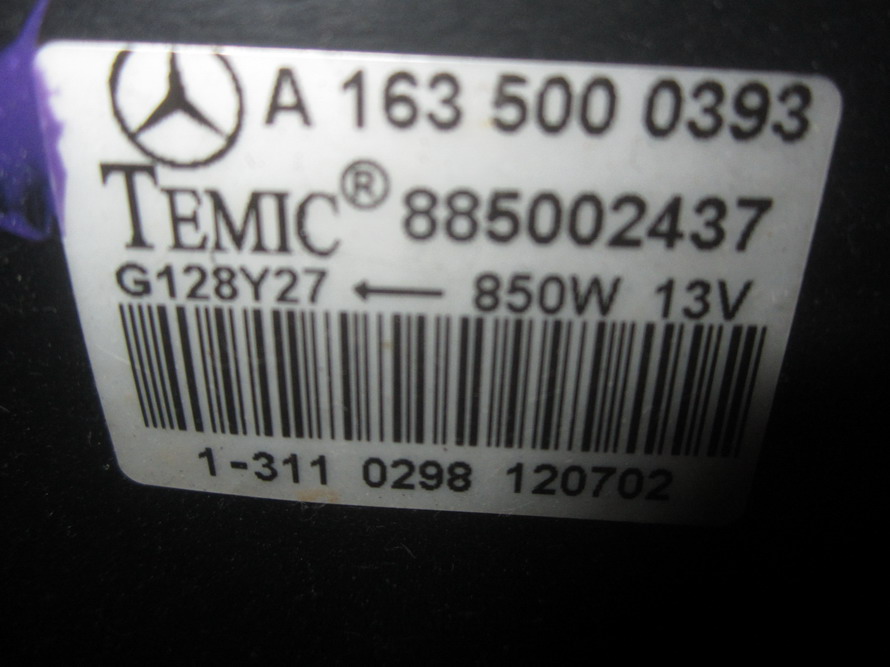 A 163 500 0393
TEMIC® 885002437
G128Y27 ← 850W 13V
1-311 0298 120702